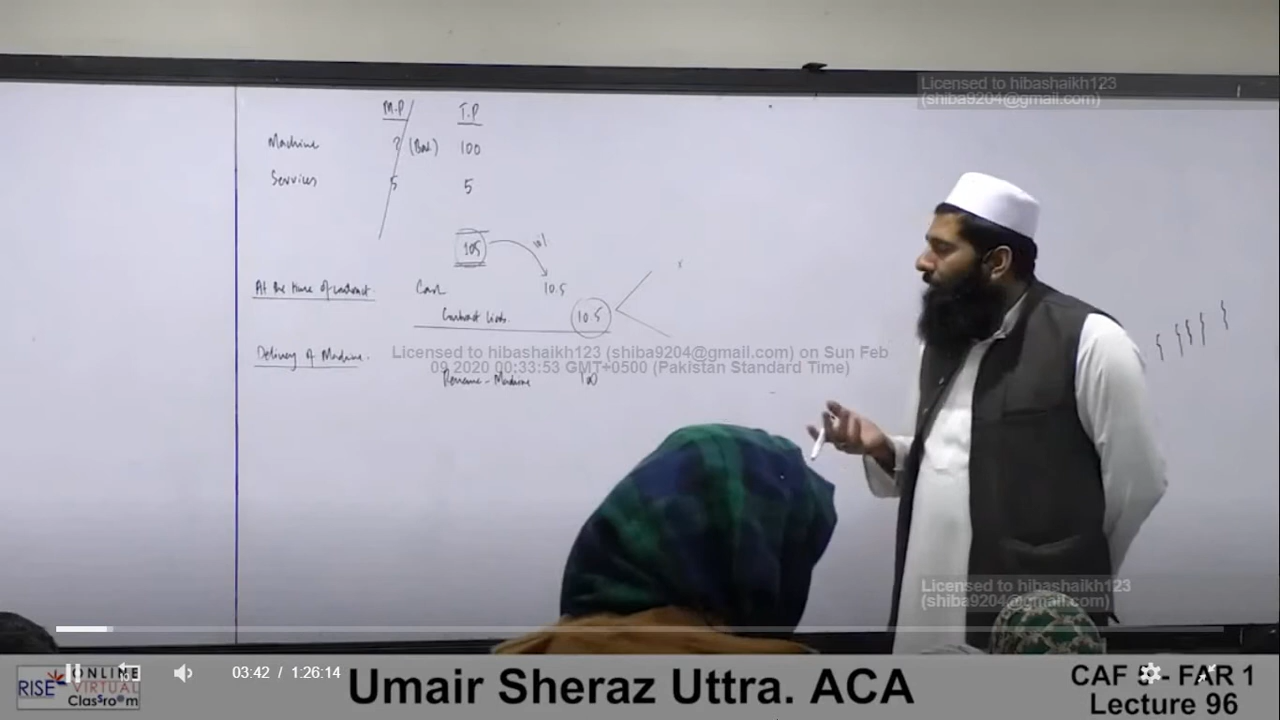 Licensed to hibashaikh123
(shiba9204@gmail.com)
M.P T.P
Machine ? (Bal) 100
Services 5 5
105 10%
At the time of contract. Cash 10.5
Contract Liab. 10.5
Delivery of Machine.
Licensed to hibashaikh123 (shiba9204@gmail.com) on Sun Feb
09 2020 00:33:53 GMT+0500 (Pakistan Standard Time)
Revenue - Machine 100
Licensed to hibashaikh123
(shiba9204@gmail.com)
03:42 / 1:26:14
RISE ONLINE
VIRTUAL
Classroom
Umair Sheraz Uttra. ACA
CAF 5 - FAR 1
Lecture 96